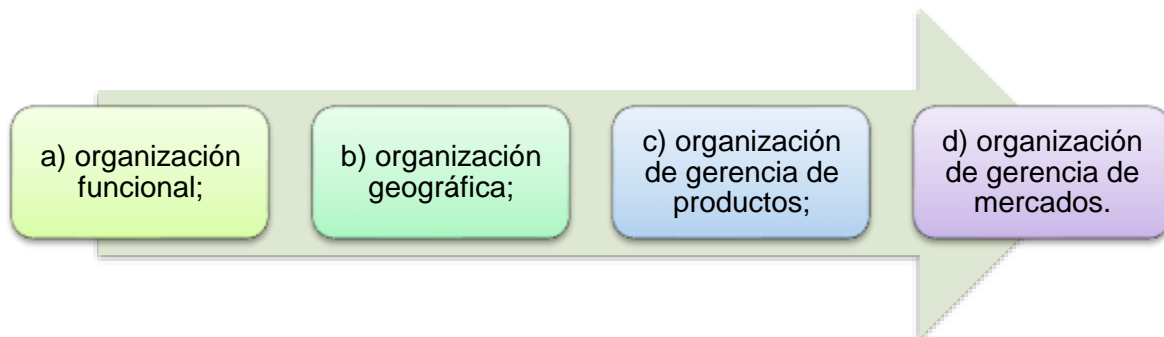 a) organización
funcional;
b) organización
geográfica;
c) organización
de gerencia de
productos;
d) organización
de gerencia de
mercados.